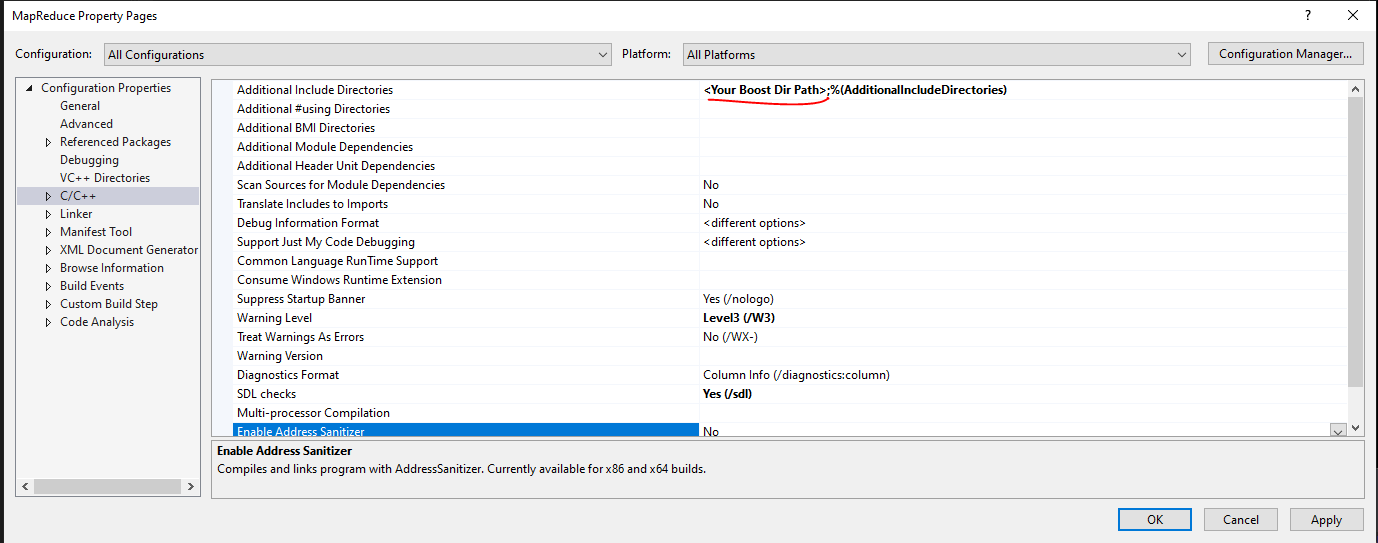 MapReduce Property Pages
Configuration: All Configurations Platform: All Platforms Configuration Manager...
Configuration Properties
General
Advanced
Referenced Packages
Debugging
VC++ Directories
C/C++
Linker
Manifest Tool
XML Document Generator
Browse Information
Build Events
Custom Build Step
Code Analysis
Additional Include Directories <Your Boost Dir Path>;%(AdditionalIncludeDirectories)
Additional #using Directories
Additional BMI Directories
Additional Module Dependencies
Additional Header Unit Dependencies
Scan Sources for Module Dependencies No
Translate Includes to Imports No
Debug Information Format <different options>
Support Just My Code Debugging <different options>
Common Language RunTime Support
Consume Windows Runtime Extension
Suppress Startup Banner Yes (/nologo)
Warning Level Level3 (/W3)
Treat Warnings As Errors No (/WX-)
Warning Version
Diagnostics Format Column Info (/diagnostics:column)
SDL checks Yes (/sdl)
Multi-processor Compilation
Enable Address Sanitizer No
Enable Address Sanitizer
Compiles and links program with AddressSanitizer. Currently available for x86 and x64 builds.
OK Cancel Apply